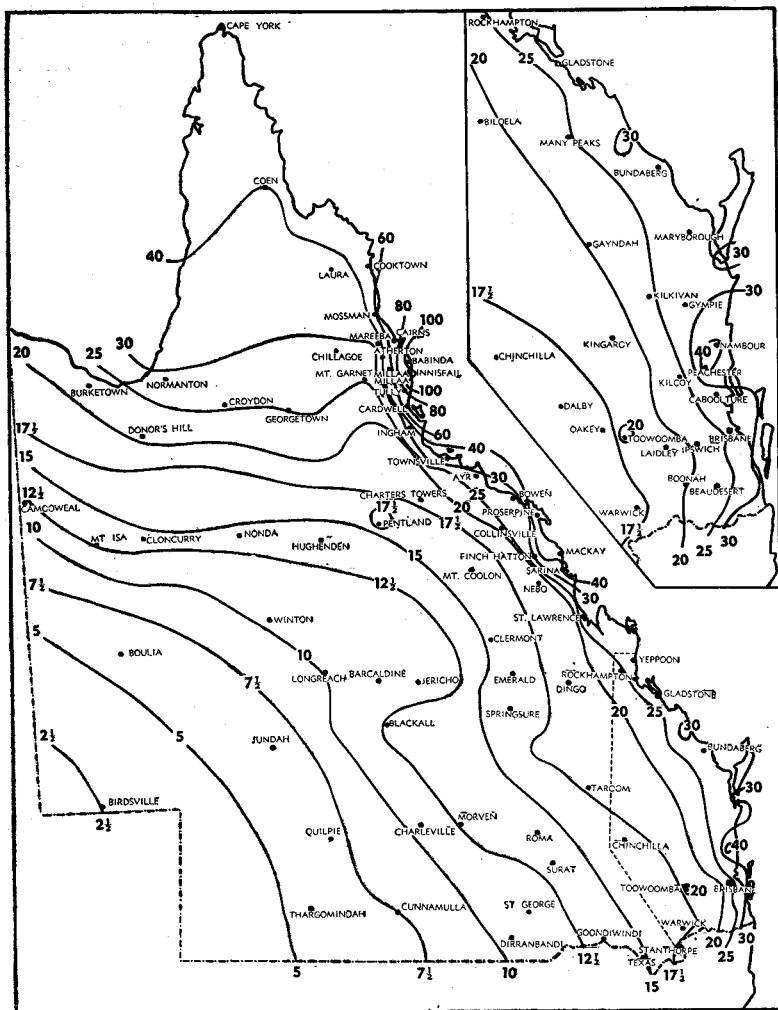 CAPE YORK
COEN
40
60
COOKTOWN
LAURA
MOSSMAN
80
100
CAIRNS
MAREEBA
ATHERTON
30
25
CHILLAGOE
BABINDA
INNISFAIL
MT. GARNET
MILLAA
MILLAA
TULLY
100
20
NORMANTON
BURKETOWN
CROYDON
GEORGETOWN
CARDWELL
80
DONOR'S HILL
INGHAM
60
17½
40
TOWNSVILLE
15
AYR
30
12½
CAMOOWEAL
CHARTERS TOWERS
25
BOWEN
20
17½
PROSERPINE
10
PENTLAND
17½
COLLINSVILLE
MT ISA
CLONCURRY
NONDA
HUGHENDEN
15
FINCH HATTON
MACKAY
MT. COOLON
SARINA
12½
40
NEBO
30
7½
WINTON
ST. LAWRENCE
5
BOULIA
10
CLERMONT
YEPPOON
LONGREACH
BARCALDINE
JERICHO
EMERALD
DINGO
ROCKHAMPTON
7½
GLADSTONE
20
25
BLACKALL
SPRINGSURE
5
30
JUNDAH
BUNDABERG
2½
TAROOM
30
BIRDSVILLE
2½
QUILPIE
CHARLEVILLE
MORVEN
ROMA
CHINCHILLA
40
SURAT
TOOWOOMBA
20
BRISBANE
THARGOMINDAH
CUNNAMULLA
ST GEORGE
WARWICK
DIRRANBANDI
GOONDIWINDI
20
25
30
STANTHORPE
TEXAS
5
7½
10
12½
15
17½
ROCKHAMPTON
20
25
GLADSTONE
BILOELA
MANY PEAKS
30
BUNDABERG
GAYNDAH
MARYBOROUGH
30
17½
KILKIVAN
30
GYMPIE
CHINCHILLA
KINGAROY
NAMBOUR
40
PEACHESTER
KILCOY
CABOOLTURE
DALBY
OAKEY
20
TOOWOOMBA
BRISBANE
LAIDLEY
IPSWICH
BOONAH
BEAUDESERT
WARWICK
17½
20
25
30